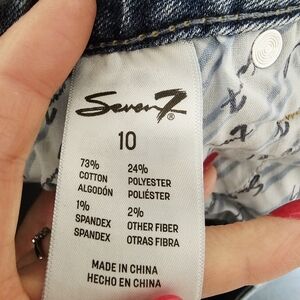 Seven7®
10
73% 24%
COTTON POLYESTER
ALGODÓN POLIÉSTER
1% 2%
SPANDEX OTHER FIBER
SPANDEX OTRAS FIBRA
MADE IN CHINA
HECHO EN CHINA